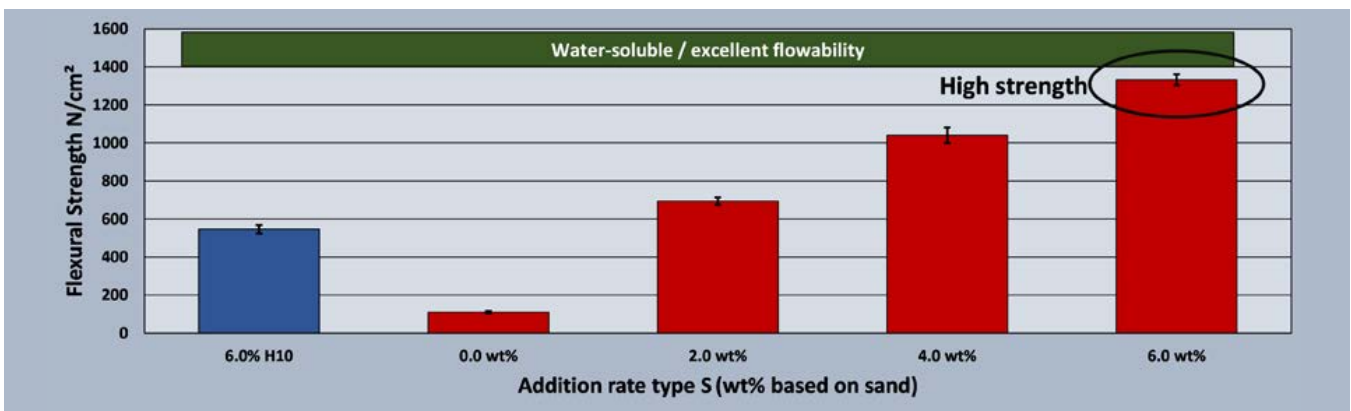 Flexural Strength N/cm²
1600
1400
1200
1000
800
600
400
200
0
Water-soluble / excellent flowability
High strength
6.0% H10
0.0 wt%
2.0 wt%
4.0 wt%
6.0 wt%
Addition rate type S (wt% based on sand)